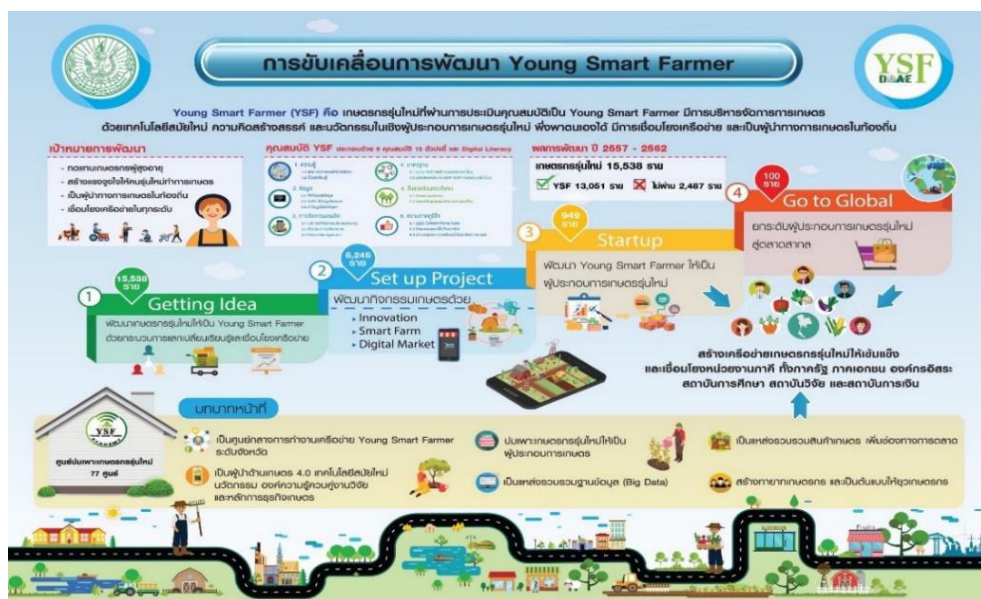 การขับเคลื่อนการพัฒนา Young Smart Farmer
YSF
DOAE
Young Smart Farmer (YSF) คือ เกษตรกรรุ่นใหม่ที่ผ่านการประเมินคุณสมบัติเป็น Young Smart Farmer มีการบริหารจัดการการเกษตร
ด้วยเทคโนโลยีสมัยใหม่ ความคิดสร้างสรรค์ และนวัตกรรมในเชิงผู้ประกอบการเกษตรรุ่นใหม่ พึ่งพาตนเองได้ มีการเชื่อมโยงเครือข่าย และเป็นผู้นำทางการเกษตรในท้องถิ่น
เป้าหมายการพัฒนา
- ทดแทนเกษตรกรผู้สูงอายุ
- สร้างแรงจูงใจให้คนรุ่นใหม่ทำการเกษตร
- เป็นผู้นำทางการเกษตรในท้องถิ่น
- เชื่อมโยงเครือข่ายในทุกระดับ
คุณสมบัติ YSF ประกอบด้วย 6 คุณสมบัติ 15 ตัวบ่งชี้ และ Digital Literacy
1. ความรู้
2. ข้อมูล
ผลการพัฒนา ปี 2557 - 2562
เกษตรกรรุ่นใหม่ 15,538 ราย
YSF 13,051 ราย ไม่ผ่าน 2,487 ราย
100
ราย
4
Go to Global
ยกระดับผู้ประกอบการเกษตรรุ่นใหม่
สู่ตลาดสากล
949
ราย
3
Startup
พัฒนา Young Smart Farmer ให้เป็น
ผู้ประกอบการเกษตรรุ่นใหม่
6,246
ราย
2
Set up Project
พัฒนากิจกรรมเกษตรด้วย
Innovation
Smart Farm
Digital Market
15,538
ราย
1
Getting Idea
พัฒนาเกษตรกรรุ่นใหม่ให้เป็น Young Smart Farmer
ด้วยกระบวนการแลกเปลี่ยนเรียนรู้และเชื่อมโยงเครือข่าย
สร้างเครือข่ายเกษตรกรรุ่นใหม่ให้เข้มแข็ง
และเชื่อมโยงหน่วยงานภาคี ทั้งภาครัฐ ภาคเอกชน องค์กรอิสระ
สถาบันการศึกษา สถาบันวิจัย และสถาบันการเงิน
บทบาทหน้าที่
YSF
ศูนย์บ่มเพาะเกษตรกรรุ่นใหม่
77 ศูนย์
เป็นศูนย์กลางการทำงานเครือข่าย Young Smart Farmer
ระดับจังหวัด
เป็นผู้นำด้านเกษตร 4.0 เทคโนโลยีสมัยใหม่
นวัตกรรม องค์ความรู้ควบคู่งานวิจัย
และหลักการธุรกิจเกษตร
บ่มเพาะเกษตรกรรุ่นใหม่ให้เป็น
ผู้ประกอบการเกษตร
เป็นแหล่งรวบรวมฐานข้อมูล (Big Data)
เป็นแหล่งรวบรวมสินค้าเกษตร เพิ่มช่องทางการตลาด
สร้างทายาทเกษตรกร และเป็นต้นแบบให้ยุวเกษตรกร